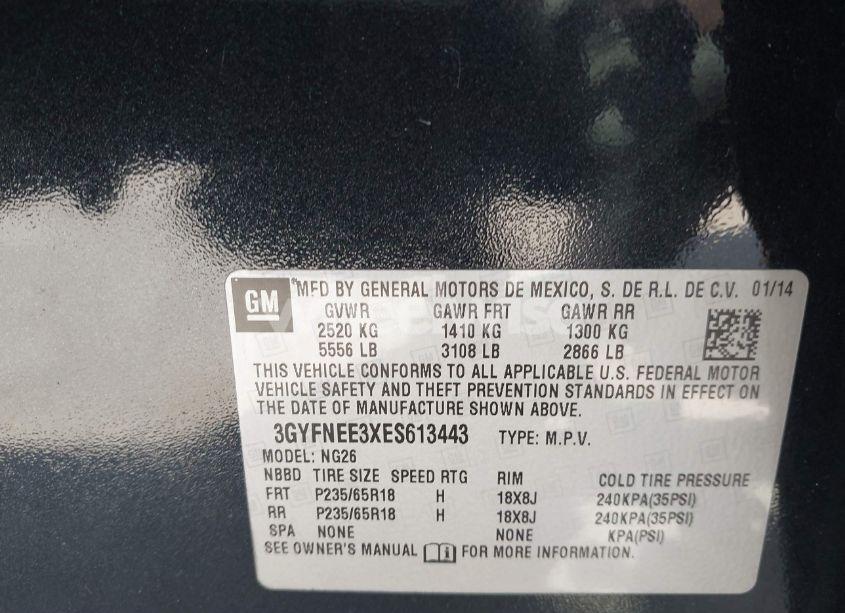 GM MFD BY GENERAL MOTORS DE MEXICO, S. DE R.L. DE C.V. 01/14
GVWR GAWR FRT GAWR RR
2520 KG 1410 KG 1300 KG
5556 LB 3108 LB 2866 LB
THIS VEHICLE CONFORMS TO ALL APPLICABLE U.S. FEDERAL MOTOR
VEHICLE SAFETY AND THEFT PREVENTION STANDARDS IN EFFECT ON
THE DATE OF MANUFACTURE SHOWN ABOVE.
3GYFNEE3XES613443 TYPE: M.P.V.
MODEL: NG26
NBBD TIRE SIZE SPEED RTG RIM COLD TIRE PRESSURE
FRT P235/65R18 H 18X8J 240KPA(35PSI)
RR P235/65R18 H 18X8J 240KPA(35PSI)
SPA NONE NONE KPA(PSI)
SEE OWNER'S MANUAL FOR MORE INFORMATION.